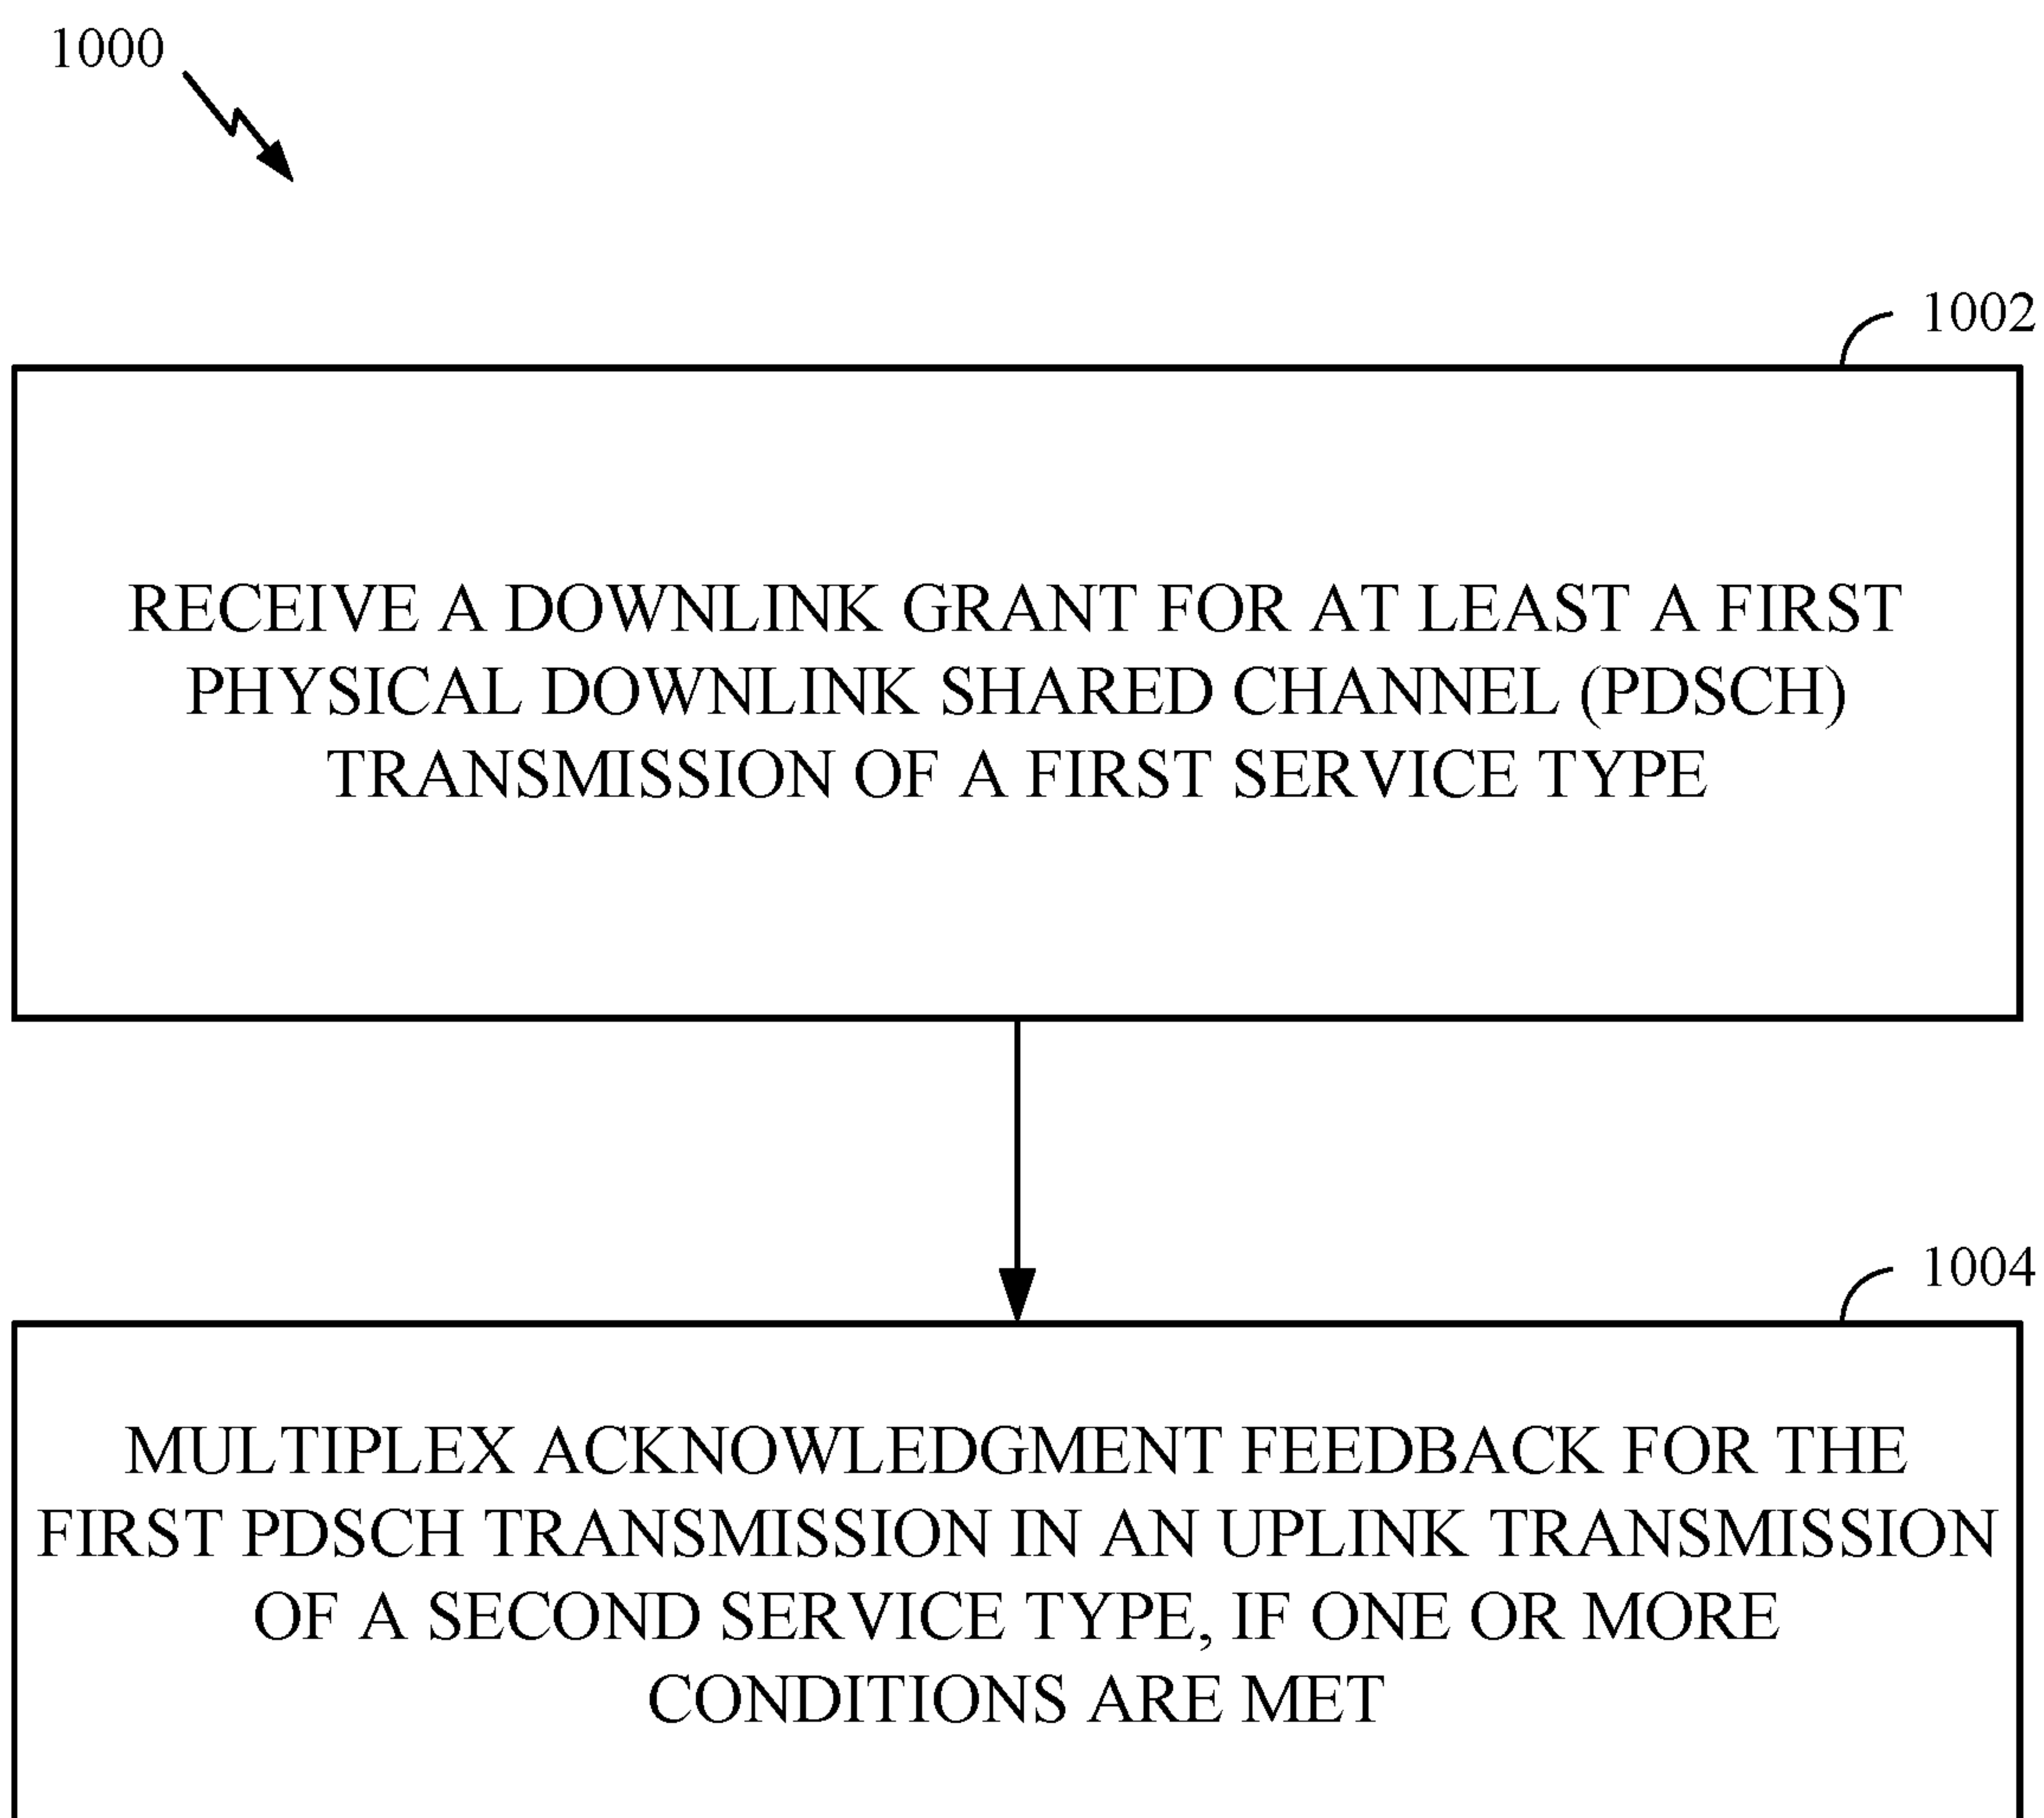 1000
1002
RECEIVE A DOWNLINK GRANT FOR AT LEAST A FIRST
PHYSICAL DOWNLINK SHARED CHANNEL (PDSCH)
TRANSMISSION OF A FIRST SERVICE TYPE
1004
MULTIPLEX ACKNOWLEDGMENT FEEDBACK FOR THE
FIRST PDSCH TRANSMISSION IN AN UPLINK TRANSMISSION
OF A SECOND SERVICE TYPE, IF ONE OR MORE
CONDITIONS ARE MET